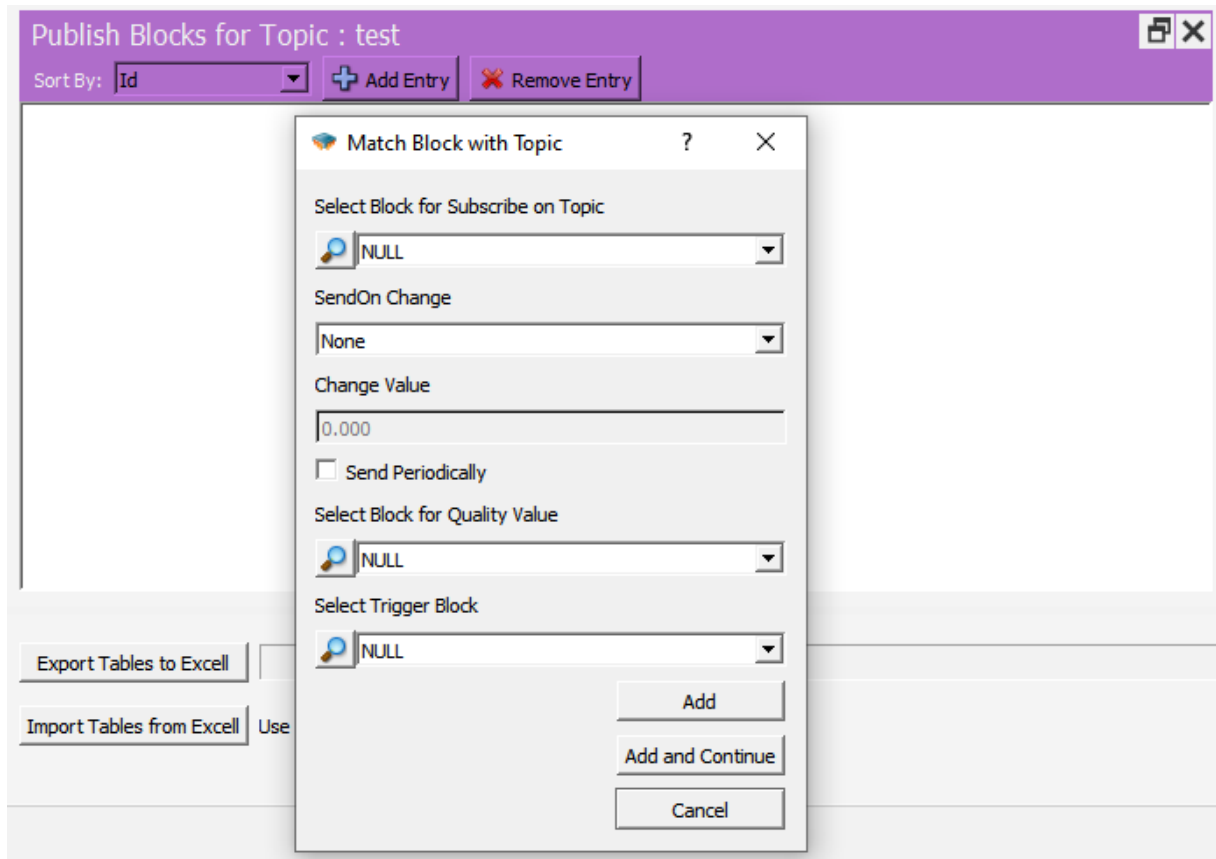 Publish Blocks for Topic : test
Sort By: Id Add Entry Remove Entry
Match Block with Topic ?
Select Block for Subscribe on Topic
NULL
SendOn Change
None
Change Value
0.000
Send Periodically
Select Block for Quality Value
NULL
Select Trigger Block
NULL
Export Tables to Excell
Add
Import Tables from Excell Use
Add and Continue
Cancel